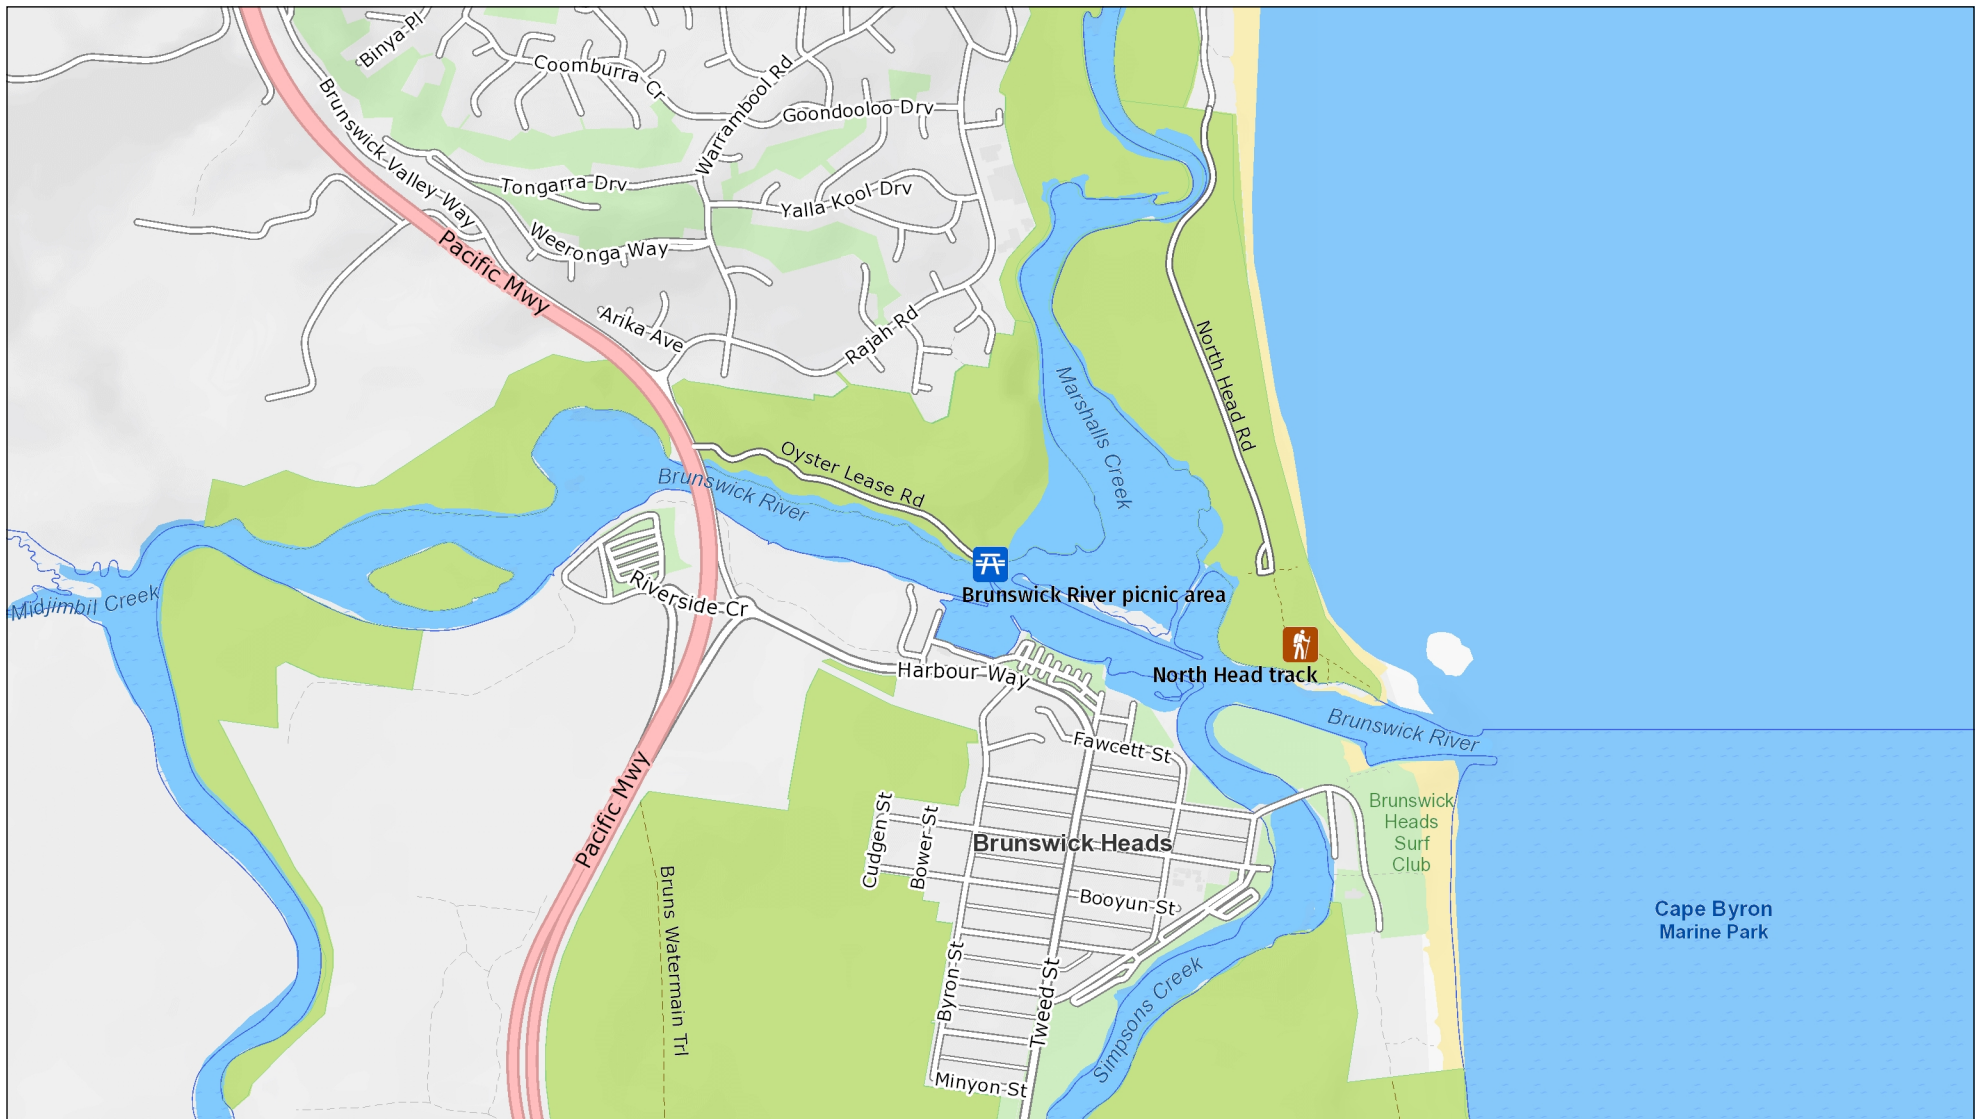 Binya Pl
Coomburra Cr
Warrambool Rd
Goondooloo Drv
Brunswick Valley Way
Tongarra Drv
Yalla Kool Drv
Weeronga Way
Pacific Mwy
Arika Ave
Rajah Rd
North Head Rd
Marshalls Creek
Oyster Lease Rd
Brunswick River
Midjimbil Creek
Riverside Cr
Brunswick River picnic area
Harbour Way
North Head track
Brunswick River
Fawcett St
Pacific Mwy
Cudgen St
Bower St
Brunswick Heads
Brunswick
Heads
Surf
Club
Booyun St
Bruns Watermain Trl
Byron St
Tweed St
Simpsons Creek
Cape Byron
Marine Park
Minyon St